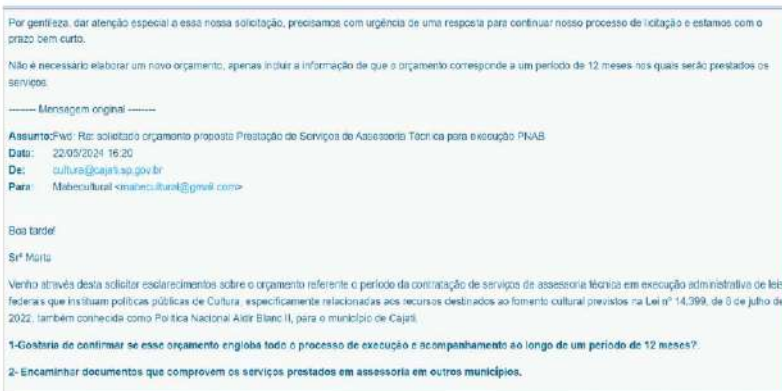 Por gentileza, dar atenção especial a essa nossa solicitação, precisamos com urgência de uma resposta para continuar nosso processo de licitação e estamos com o
prazo bem curto.
Não é necessário elaborar um novo orçamento, apenas incluir a informação de que o orçamento corresponde a um período de 12 meses nos quais serão prestados os
serviços.
-------- Mensagem original --------
Assunto:Fwd: Re: solicitado orçamento proposta Prestação de Serviços de Assessoria Técnica para execução PNAB
Data: 22/05/2024 16:20
De: cultura@cajati.sp.gov.br
Para: Mabecultural <mabecultural@gmail.com>
Boa tarde!
Srª Marta
Venho através desta solicitar esclarecimentos sobre o orçamento referente o período da contratação de serviços de assessoria técnica em execução administrativa de leis
federais que instituam políticas públicas de Cultura, especificamente relacionadas aos recursos destinados ao fomento cultural previstos na Lei nº 14.399, de 8 de julho de
2022, também conhecida como Política Nacional Aldir Blanc II, para o município de Cajati.
1-Gostaria de confirmar se esse orçamento engloba todo o processo de execução e acompanhamento ao longo de um período de 12 meses?.
2- Encaminhar documentos que comprovem os serviços prestados em assessoria em outros municípios.